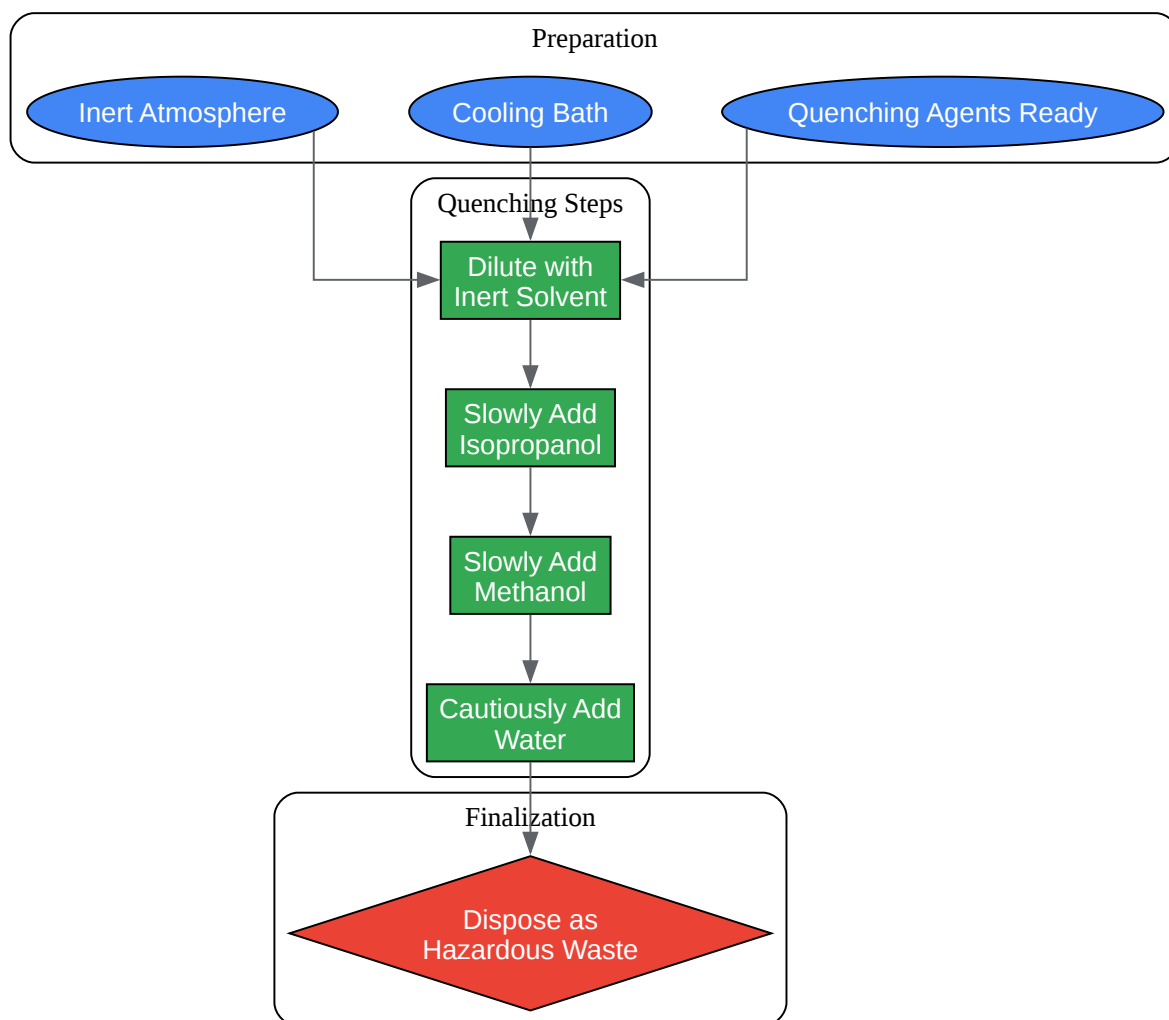 Preparation
Inert Atmosphere
Cooling Bath
Quenching Agents Ready
Quenching Steps
Dilute with
Inert Solvent
Slowly Add
Isopropanol
Slowly Add
Methanol
Cautiously Add
Water
Finalization
Dispose as
Hazardous Waste